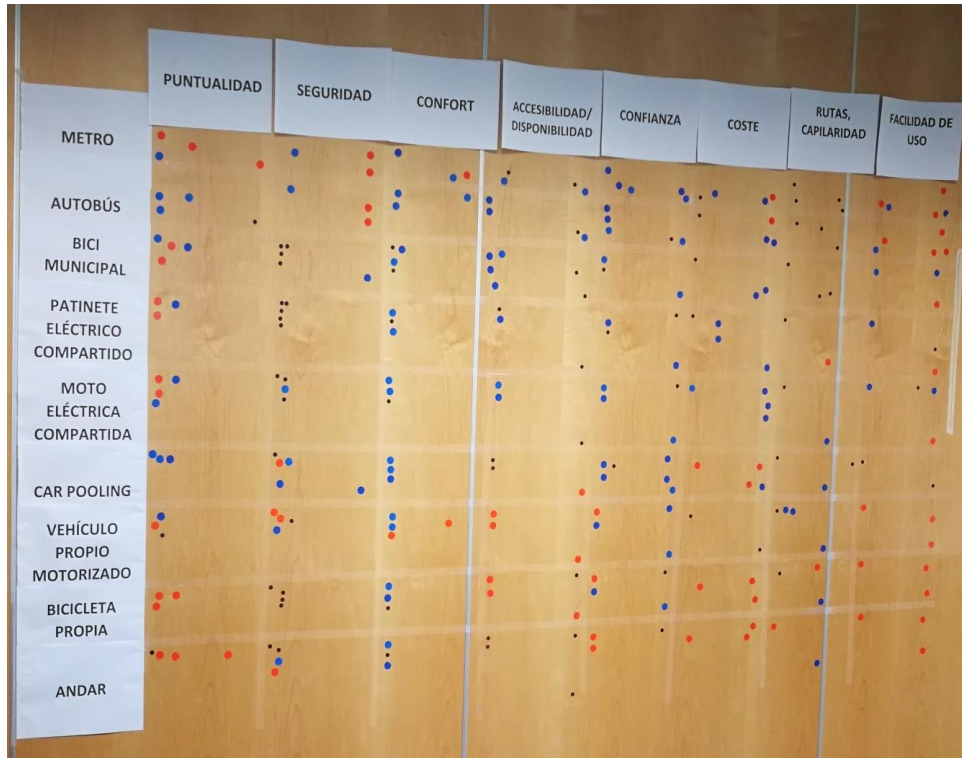 PUNTUALIDAD
SEGURIDAD
CONFORT
ACCESIBILIDAD/
DISPONIBILIDAD
CONFIANZA
COSTE
RUTAS,
CAPILARIDAD
FACILIDAD DE
USO
METRO
AUTOBÚS
BICI
MUNICIPAL
PATINETE
ELÉCTRICO
COMPARTIDO
MOTO
ELÉCTRICA
COMPARTIDA
CAR POOLING
VEHÍCULO
PROPIO
MOTORIZADO
BICICLETA
PROPIA
ANDAR